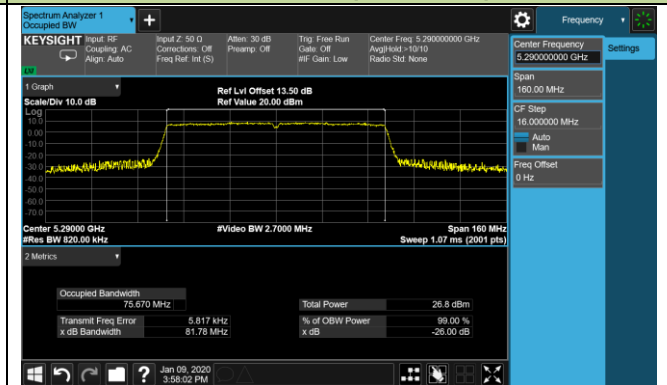 Spectrum Analyzer 1
Occupied BW
+
Frequency
KEYSIGHT
Input: RF
Coupling: AC
Align: Auto
Input Z: 50 Ω
Corrections: Off
Freq Ref: Int (S)
Atten: 30 dB
Preamp: Off
Trig: Free Run
Gate: Off
#IF Gain: Low
Center Freq: 5.290000000 GHz
Avg|Hold:>10/10
Radio Std: None
Center Frequency
5.290000000 GHz
Settings
Span
160.00 MHz
CF Step
16.000000 MHz
Auto
Man
Freq Offset
0 Hz
1 Graph
Scale/Div 10.0 dB
Ref Lvl Offset 13.50 dB
Ref Value 20.00 dBm
Log
10.0
0.00
-10.0
-20.0
-30.0
-40.0
-50.0
-60.0
-70.0
Center 5.29000 GHz
#Res BW 820.00 kHz
#Video BW 2.7000 MHz
Span 160 MHz
Sweep 1.07 ms (2001 pts)
2 Metrics
Occupied Bandwidth
75.670 MHz
Total Power 26.8 dBm
Transmit Freq Error 5.817 kHz
% of OBW Power 99.00 %
x dB Bandwidth 81.78 MHz
x dB -26.00 dB
?
Jan 09, 2020
3:58:02 PM